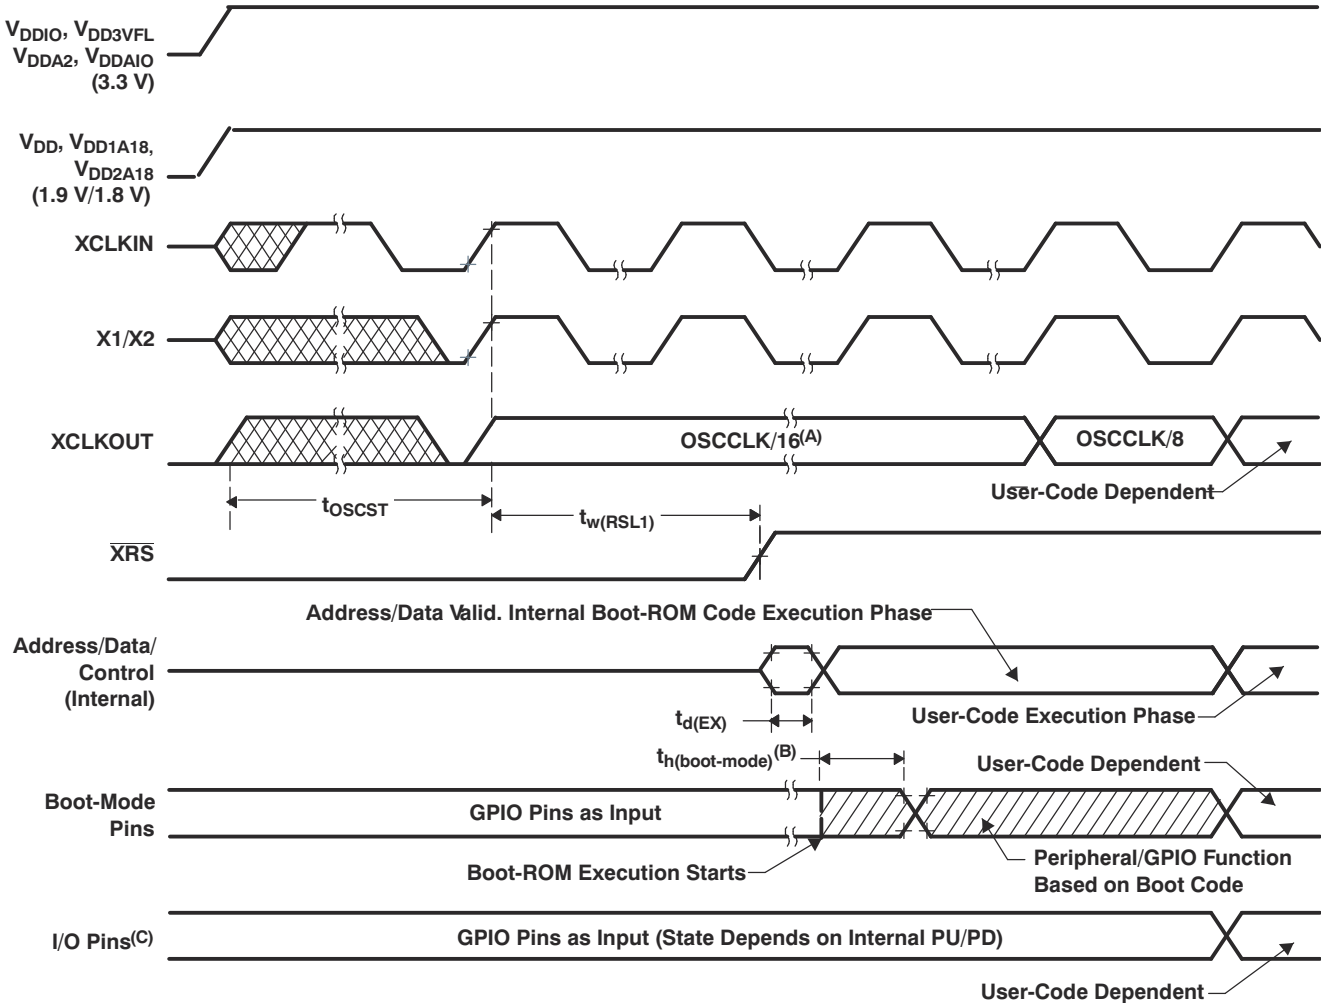 VDDIO, VDD3VFL
VDDA2, VDDAIO
(3.3 V)
VDD, VDD1A18,
VDD2A18
(1.9 V/1.8 V)
XCLKIN
X1/X2
XCLKOUT
OSCCLK/16(A)
OSCCLK/8
User-Code Dependent
tOSCST
tw(RSL1)
XRS
Address/Data Valid. Internal Boot-ROM Code Execution Phase
Address/Data/
Control
(Internal)
td(EX)
User-Code Execution Phase
th(boot-mode)(B)
User-Code Dependent
Boot-Mode
Pins
GPIO Pins as Input
Boot-ROM Execution Starts
Peripheral/GPIO Function
Based on Boot Code
I/O Pins(C)
GPIO Pins as Input (State Depends on Internal PU/PD)
User-Code Dependent